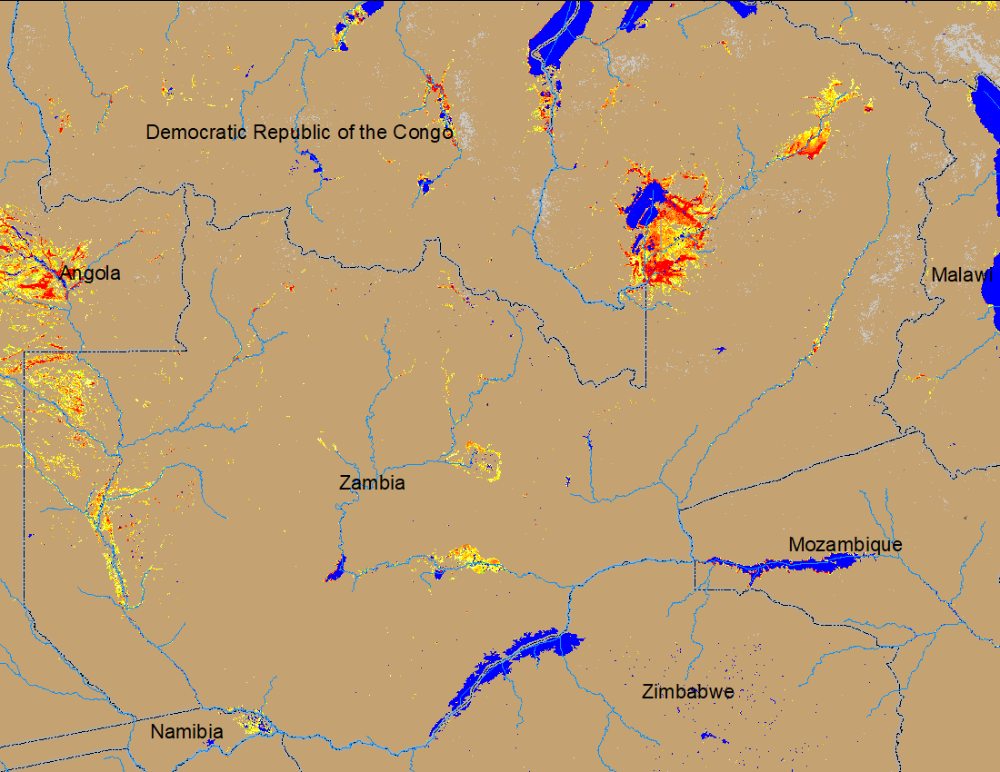 Democratic Republic of the Congo
Angola
Malawi
Zambia
Mozambique
Zimbabwe
Namibia